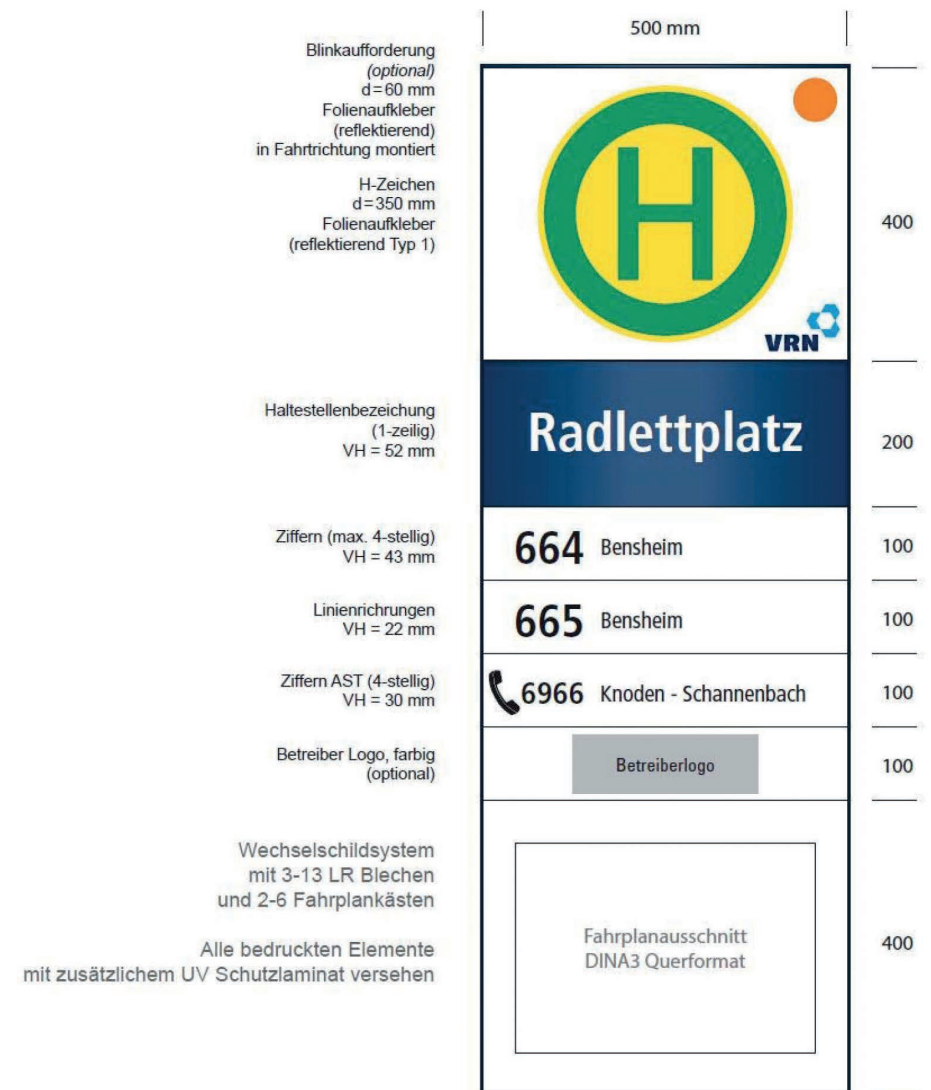 500 mm
Blinkaufforderung
(optional)
d=60 mm
Folienaufkleber
(reflektierend)
in Fahrtrichtung montiert
H-Zeichen
d=350 mm
Folienaufkleber
(reflektierend Typ 1)
H
400
VRN
Haltestellenbezeichung
(1-zeilig)
VH = 52 mm
Radlettplatz
200
Ziffern (max. 4-stellig)
VH = 43 mm
664 Bensheim
100
Linienrichrungen
VH = 22 mm
665 Bensheim
100
Ziffern AST (4-stellig)
VH = 30 mm
6966 Knoden - Schannenbach
100
Betreiber Logo, farbig
(optional)
Betreiberlogo
100
Wechselschildsystem
mit 3-13 LR Blechen
und 2-6 Fahrplankästen
Alle bedruckten Elemente
mit zusätzlichem UV Schutzlaminat versehen
Fahrplanausschnitt
DINA3 Querformat
400